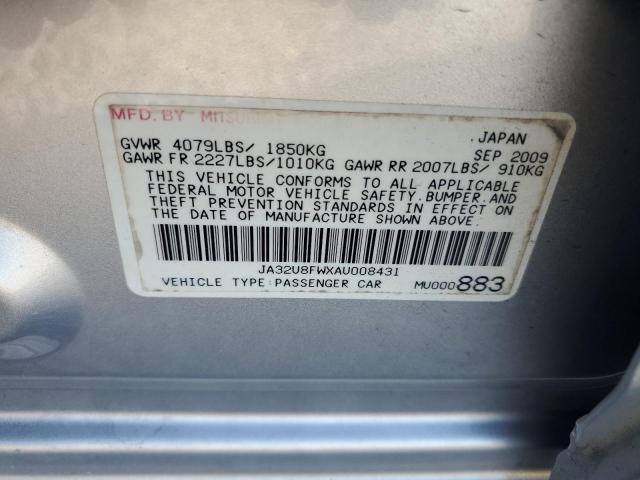 MFD. BY MITSUBI
JAPAN
GVWR 4079LBS/ 1850KG SEP 2009
GAWR FR 2227LBS/1010KG GAWR RR 2007LBS/ 910KG
THIS VEHICLE CONFORMS TO ALL APPLICABLE
FEDERAL MOTOR VEHICLE SAFETY.BUMPER.AND
THEFT PREVENTION STANDARDS IN EFFECT ON
THE DATE OF MANUFACTURE SHOWN ABOVE.
JA32U8FWXAU008431
VEHICLE TYPE:PASSENGER CAR MU000883